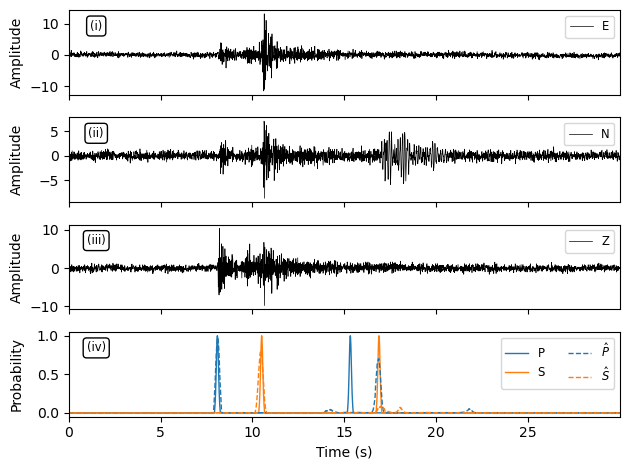 (i)
E
Amplitude
10
0
−10
(ii)
N
Amplitude
5
0
−5
(iii)
Z
Amplitude
10
0
−10
(iv)
P
S
P̂
Ŝ
Probability
1.0
0.5
0.0
0 5 10 15 20 25
Time (s)